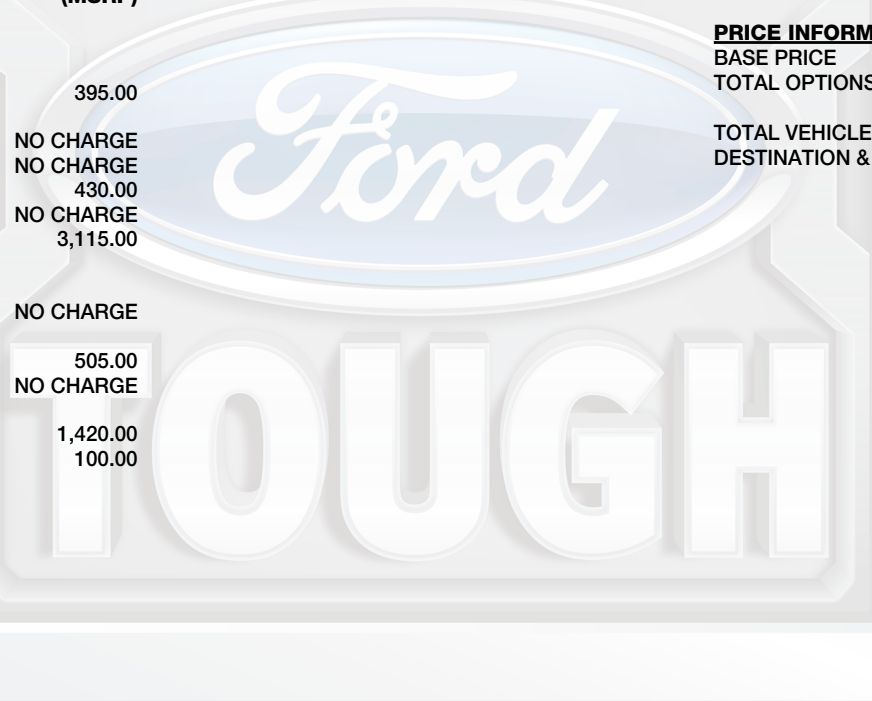 (MSRP)
395.00
NO CHARGE
NO CHARGE
430.00
NO CHARGE
3,115.00
NO CHARGE
505.00
NO CHARGE
1,420.00
100.00
PRICE INFORM
BASE PRICE
TOTAL OPTIONS
TOTAL VEHICLE
DESTINATION &
Ford
TOUGH